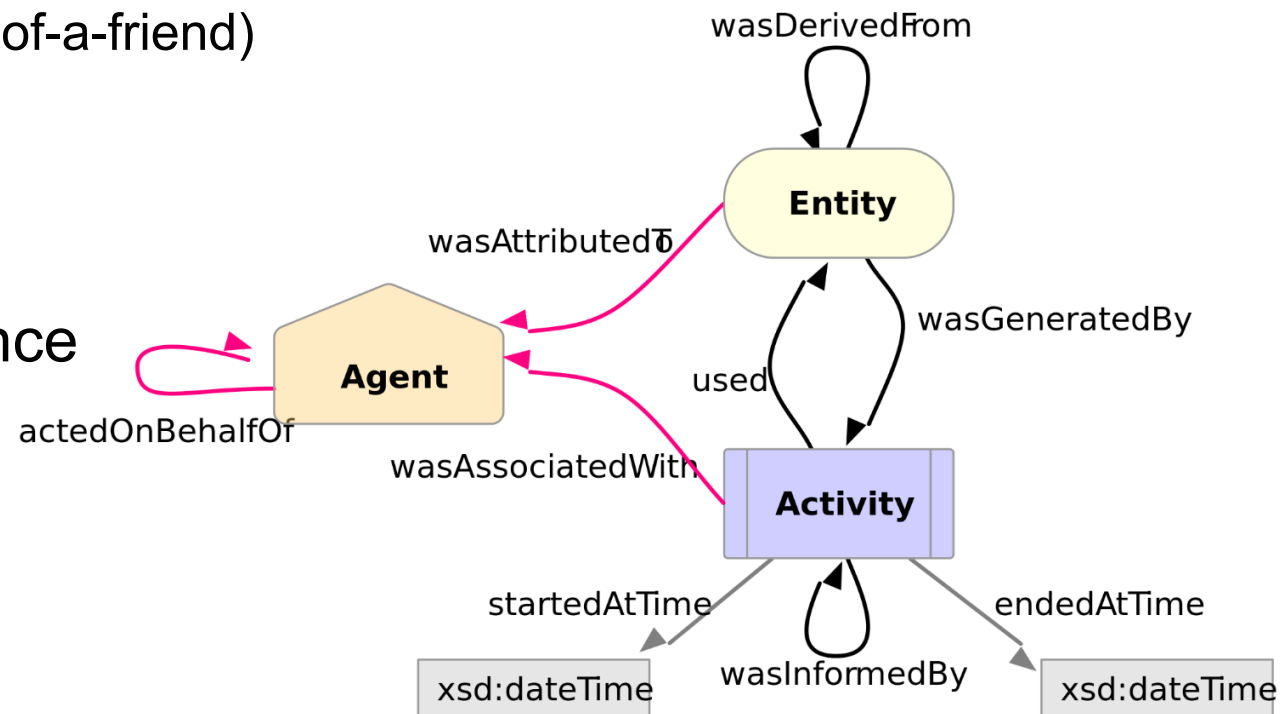 of-a-friend)
wasDerivedFrom
Entity
wasAttributedTo
wasGeneratedBy
nce
Agent
used
actedOnBehalfOf
wasAssociatedWith
Activity
startedAtTime
endedAtTime
wasInformedBy
xsd:dateTime
xsd:dateTime